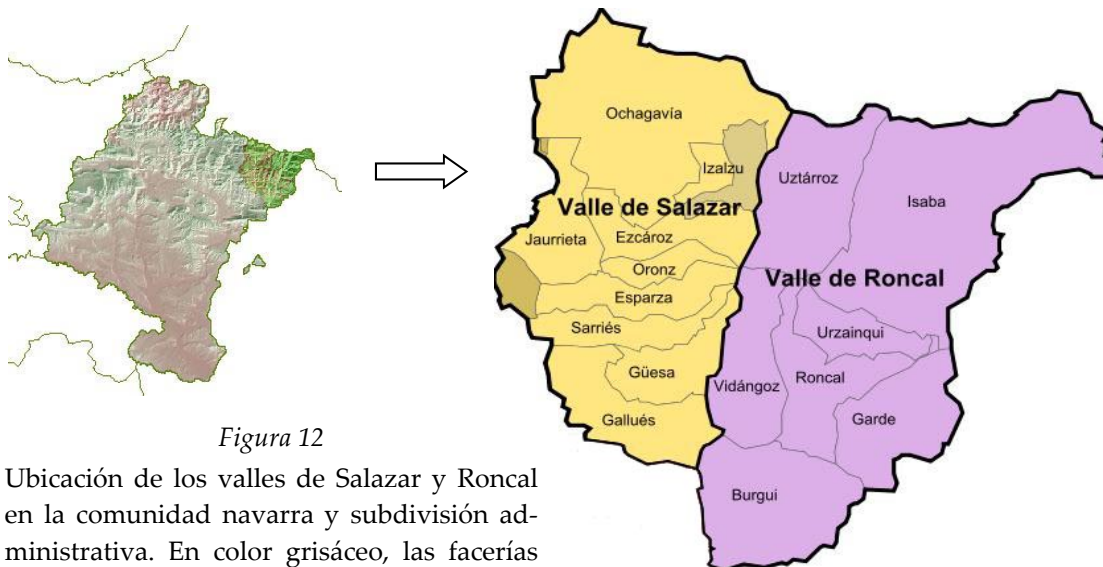 Ochagavía
Izalzu
Uztárroz
Isaba
Valle de Salazar
Jaurrieta
Ezcároz
Oronz
Valle de Roncal
Esparza
Sarriés
Urzainqui
Güesa
Vidángoz
Roncal
Gallués
Garde
Burgui
Figura 12
Ubicación de los valles de Salazar y Roncal
en la comunidad navarra y subdivisión ad-
ministrativa. En color grisáceo, las facerías